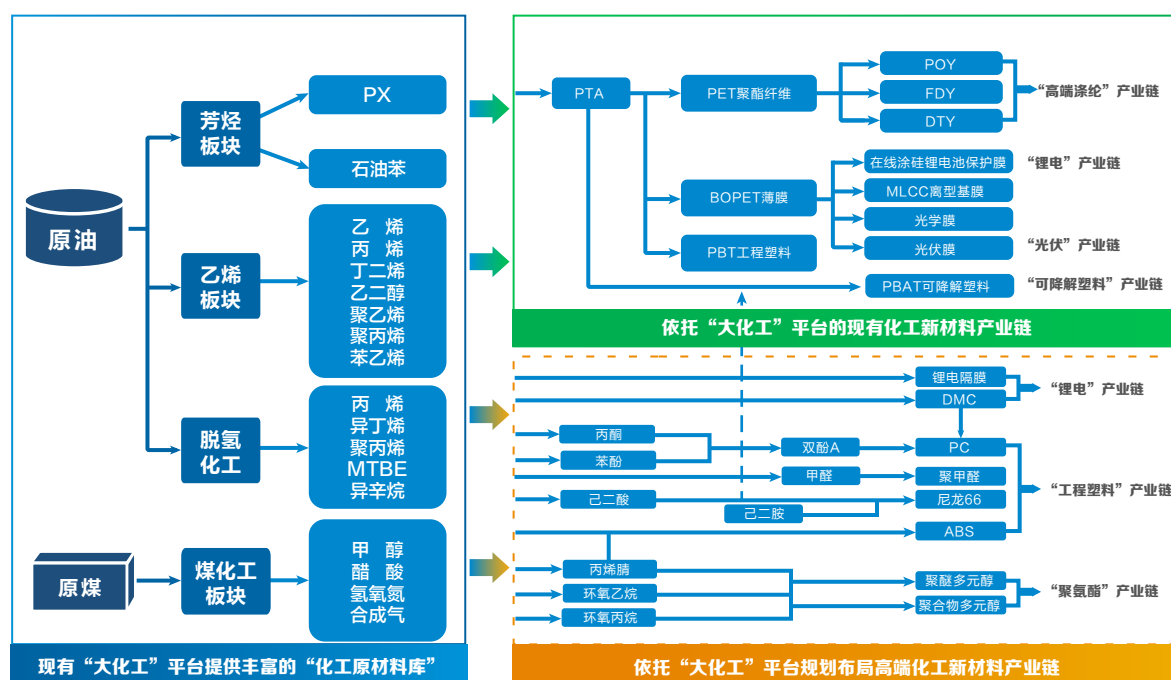 原油
芳烃
板块
PX
石油苯
乙烯
板块
乙 烯
丙 烯
丁二烯
乙二醇
聚乙烯
聚丙烯
苯乙烯
脱氢
化工
丙 烯
异丁烯
聚丙烯
MTBE
异辛烷
原煤
煤化工
板块
甲 醇
醋 酸
氢氧氮
合成气
现有“大化工”平台提供丰富的“化工原材料库”
PTA
PET聚酯纤维
POY
FDY
DTY
“高端涤纶”产业链
BOPET薄膜
在线涂硅锂电池保护膜
“锂电”产业链
MLCC离型基膜
光学膜
光伏膜
“光伏”产业链
PBT工程塑料
PBAT可降解塑料
“可降解塑料”产业链
依托“大化工”平台的现有化工新材料产业链
锂电隔膜
DMC
“锂电”产业链
丙酮
苯酚
双酚A
PC
甲醛
聚甲醛
己二酸
己二胺
尼龙66
ABS
“工程塑料”产业链
丙烯腈
环氧乙烷
环氧丙烷
聚醚多元醇
聚合物多元醇
“聚氨酯”产业链
依托“大化工”平台规划布局高端化工新材料产业链